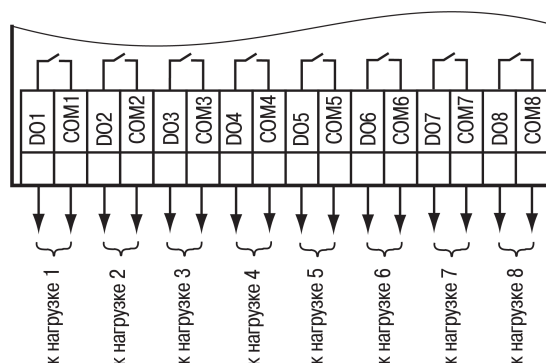 DO1
COM1
DO2
COM2
DO3
COM3
DO4
COM4
DO5
COM5
DO6
COM6
DO7
COM7
DO8
COM8
к нагрузке 1
к нагрузке 2
к нагрузке 3
к нагрузке 4
к нагрузке 5
к нагрузке 6
к нагрузке 7
к нагрузке 8